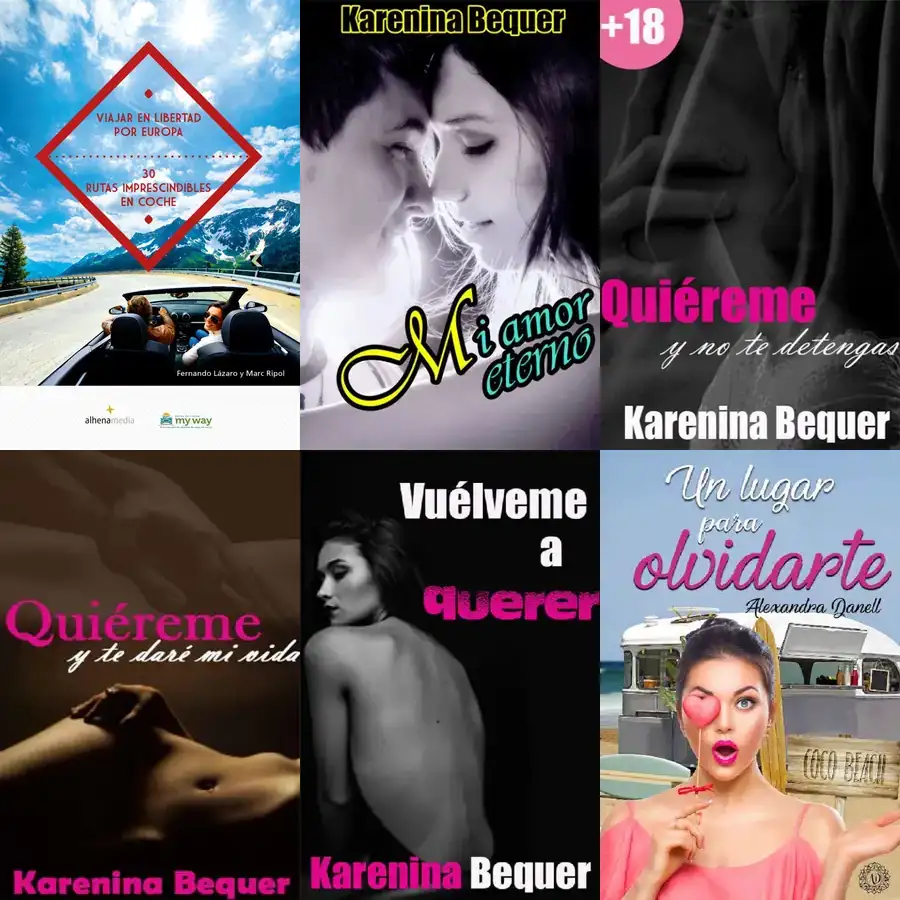 VIAJAR EN LIBERTAD
POR EUROPA
30
RUTAS IMPRESCINDIBLES
EN COCHE
Fernando Lázaro y Marc Ripol
alhenamedia
my way
Karenina Bequer
Mi amor
eterno
+18
Quiéreme
y no te detengas
Karenina Bequer
Quiéreme
y te daré mi vida
Karenina Bequer
Vuélveme
a
querer
Karenina Bequer
Un lugar
para
olvidarte
Alexandra Danell
COCO BEACH